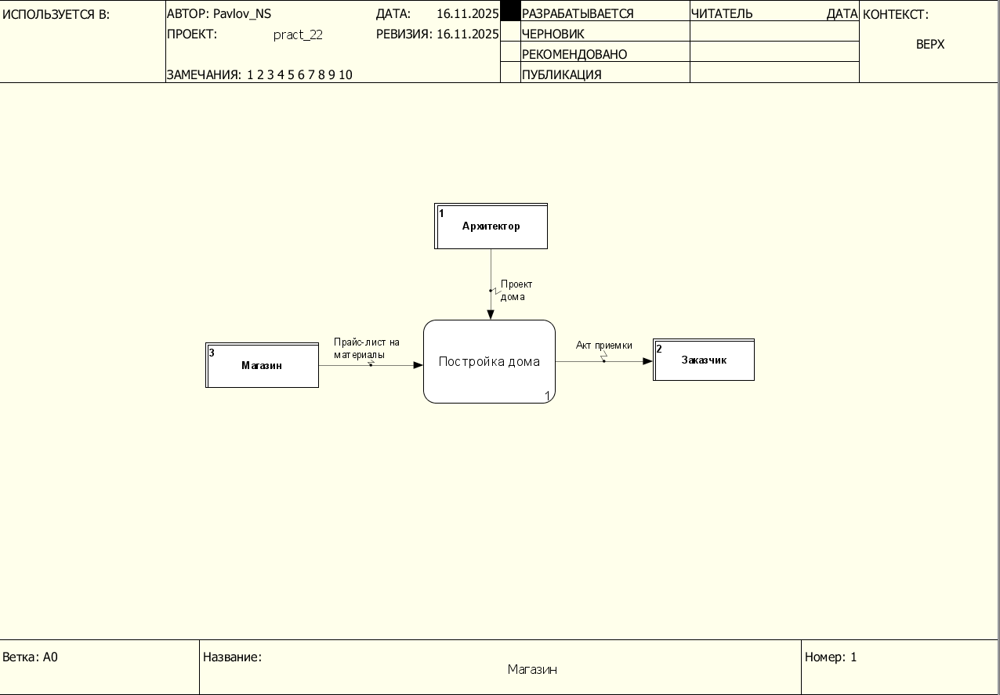 ИСПОЛЬЗУЕТСЯ В:
АВТОР: Pavlov_NS
ДАТА: 16.11.2025
ПРОЕКТ: pract_22
РЕВИЗИЯ: 16.11.2025
ЗАМЕЧАНИЯ: 1 2 3 4 5 6 7 8 9 10
РАЗРАБАТЫВАЕТСЯ
ЧЕРНОВИК
РЕКОМЕНДОВАНО
ПУБЛИКАЦИЯ
ЧИТАТЕЛЬ ДАТА
КОНТЕКСТ:
ВЕРХ
1
Архитектор
Проект
дома
3
Магазин
Прайс-лист на
материалы
Постройка дома
1
Акт приемки
2
Заказчик
Ветка: A0
Название:
Магазин
Номер: 1